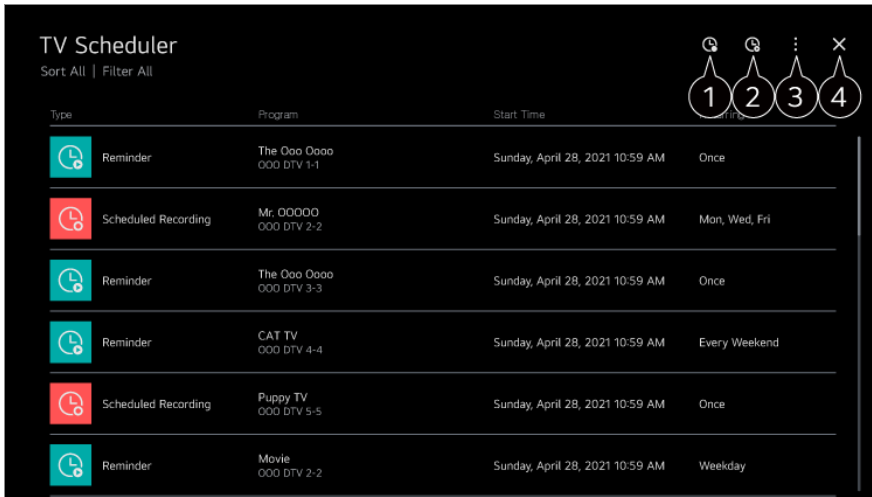 TV Scheduler
Sort All | Filter All
1 2 3 4
Type Program Start Time
Reminder The Ooo Oooo Sunday, April 28, 2021 10:59 AM Once
OOO DTV 1-1
Scheduled Recording Mr. OOOOO Sunday, April 28, 2021 10:59 AM Mon, Wed, Fri
OOO DTV 2-2
Reminder The Ooo Oooo Sunday, April 28, 2021 10:59 AM Once
OOO DTV 3-3
Reminder CAT TV Sunday, April 28, 2021 10:59 AM Every Weekend
OOO DTV 4-4
Scheduled Recording Puppy TV Sunday, April 28, 2021 10:59 AM Once
OOO DTV 5-5
Reminder Movie Sunday, April 28, 2021 10:59 AM Weekday
OOO DTV 2-2